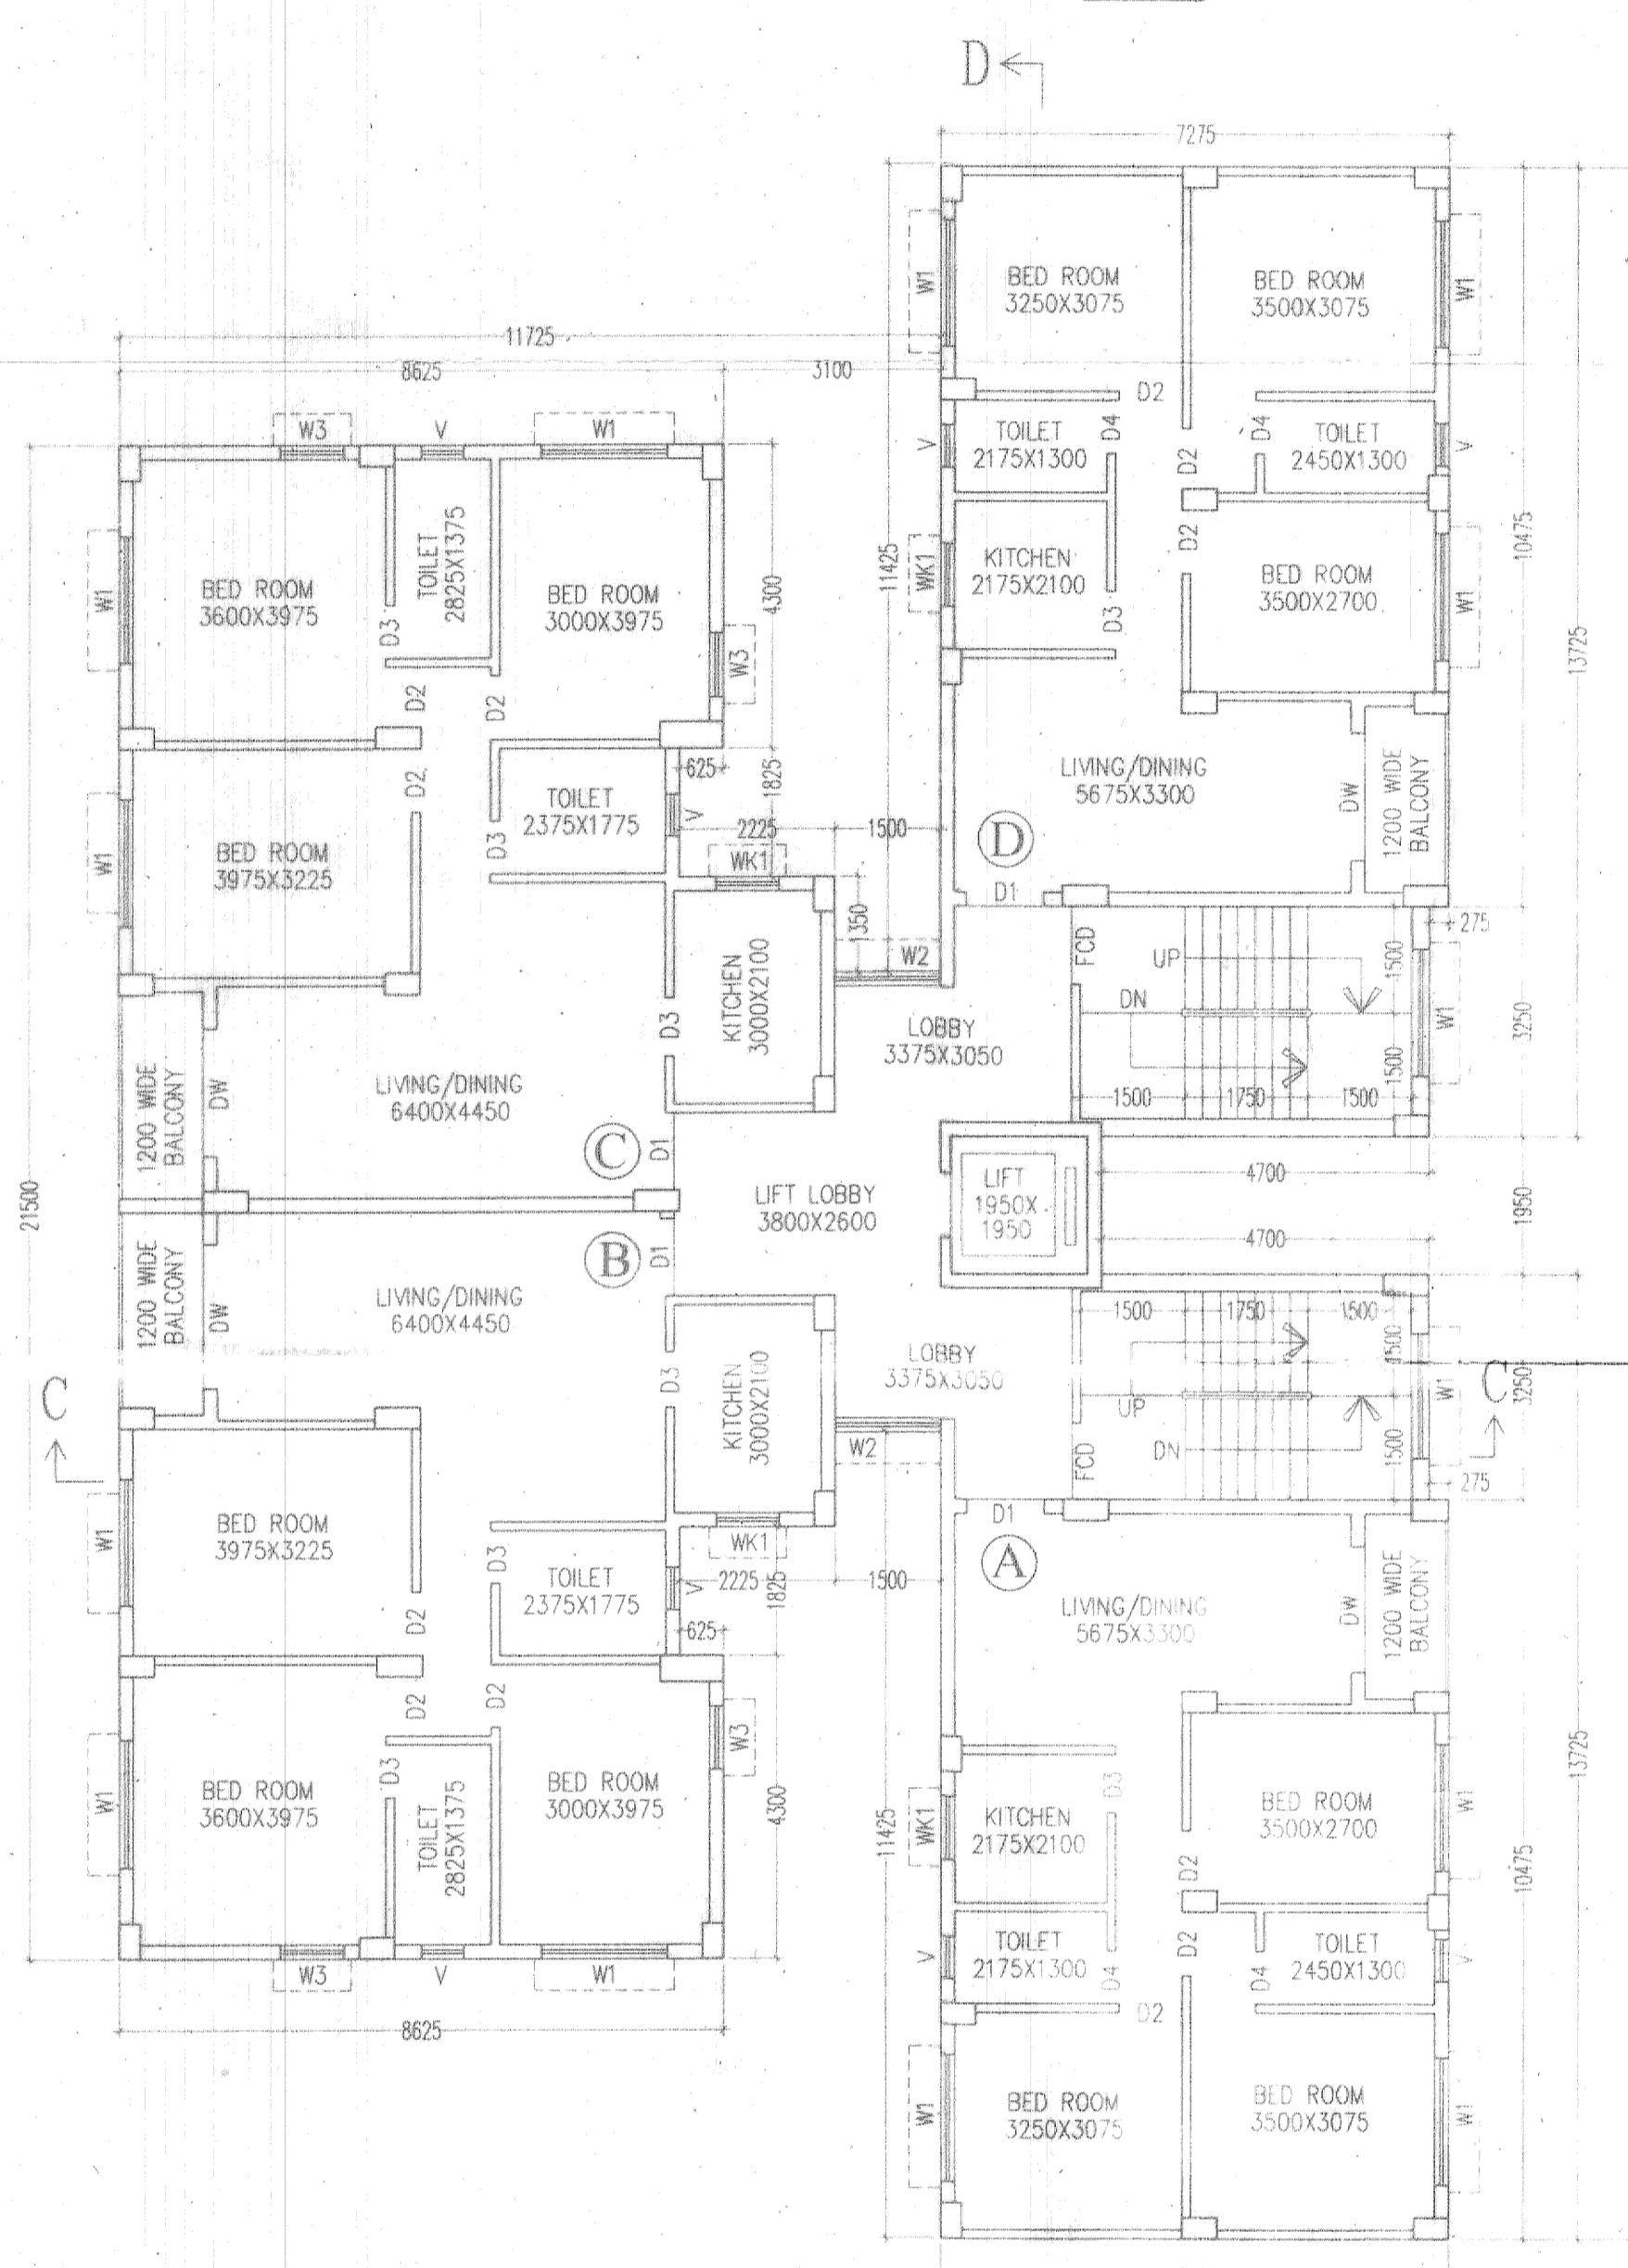 D
7275
BED ROOM
3250X3075
BED ROOM
3500X3075
W1
W1
11725
8625
3100
D2
W3
V
W1
TOILET
2175X1300
D4
D4
TOILET
2450X1300
V
V
D2
10475
BED ROOM
3600X3975
W1
TOILET
2825X1375
BED ROOM
3000X3975
4300
11425
WK1
KITCHEN
2175X2100
D2
BED ROOM
3500X2700
W1
D3
D3
W3
13725
D2
D2
D2
625
1825
LIVING/DINING
5675X3300
DW
1200 WIDE
BALCONY
TOILET
2375X1775
V
2225
1500
D
D3
WK1
BED ROOM
3975X3225
W1
D1
1350
275
KITCHEN
3000X2100
W2
FCD
UP
1500
DN
D3
LOBBY
3375X3050
W1
3250
1500
1500
1750
1500
LIVING/DINING
6400X4450
1200 WIDE
BALCONY
DW
C
D1
21500
LIFT LOBBY
3800X2600
LIFT
1950X
1950
4700
1950
4700
B
D1
1200 WIDE
BALCONY
DW
LIVING/DINING
6400X4450
1500
1750
1500
1500
LOBBY
3375X3050
D3
KITCHEN
3000X2100
C
UP
W1
C
3250
W2
DN
FCD
1500
275
BED ROOM
3975X3225
W1
D1
WK1
D3
TOILET
2375X1775
V
2225
1825
1500
A
LIVING/DINING
5675X3300
DW
1200 WIDE
BALCONY
D2
625
D2
D2
W3
D3
13725
BED ROOM
3600X3975
W1
TOILET
2825X1375
BED ROOM
3000X3975
4300
11425
WK1
KITCHEN
2175X2100
D3
BED ROOM
3500X2700
W1
D2
10475
W3
V
W1
V
TOILET
2175X1300
D4
D2
D4
TOILET
2450X1300
V
D2
8625
W1
BED ROOM
3250X3075
BED ROOM
3500X3075
W1